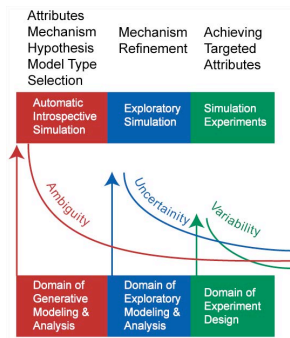 Attributes
Mechanism
Hypothesis
Model Type
Selection
Mechanism
Refinement
Achieving
Targeted
Attributes
Automatic
Introspective
Simulation
Exploratory
Simulation
Simulation
Experiments
Ambiguity
Uncertainty
Variability
Domain of
Generative
Modeling &
Analysis
Domain of
Exploratory
Modeling &
Analysis
Domain of
Experiment
Design